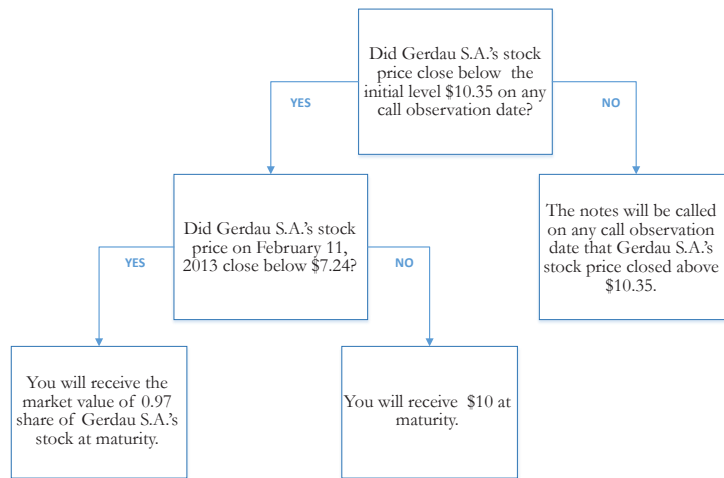 Did Gerdau S.A.'s stock
price close below the
initial level $10.35 on any
call observation date?
YES
NO
Did Gerdau S.A.'s stock
price on February 11,
2013 close below $7.24?
The notes will be called
on any call observation
date that Gerdau S.A.'s
stock price closed above
$10.35.
YES
NO
You will receive the
market value of 0.97
share of Gerdau S.A.'s
stock at maturity.
You will receive $10 at
maturity.